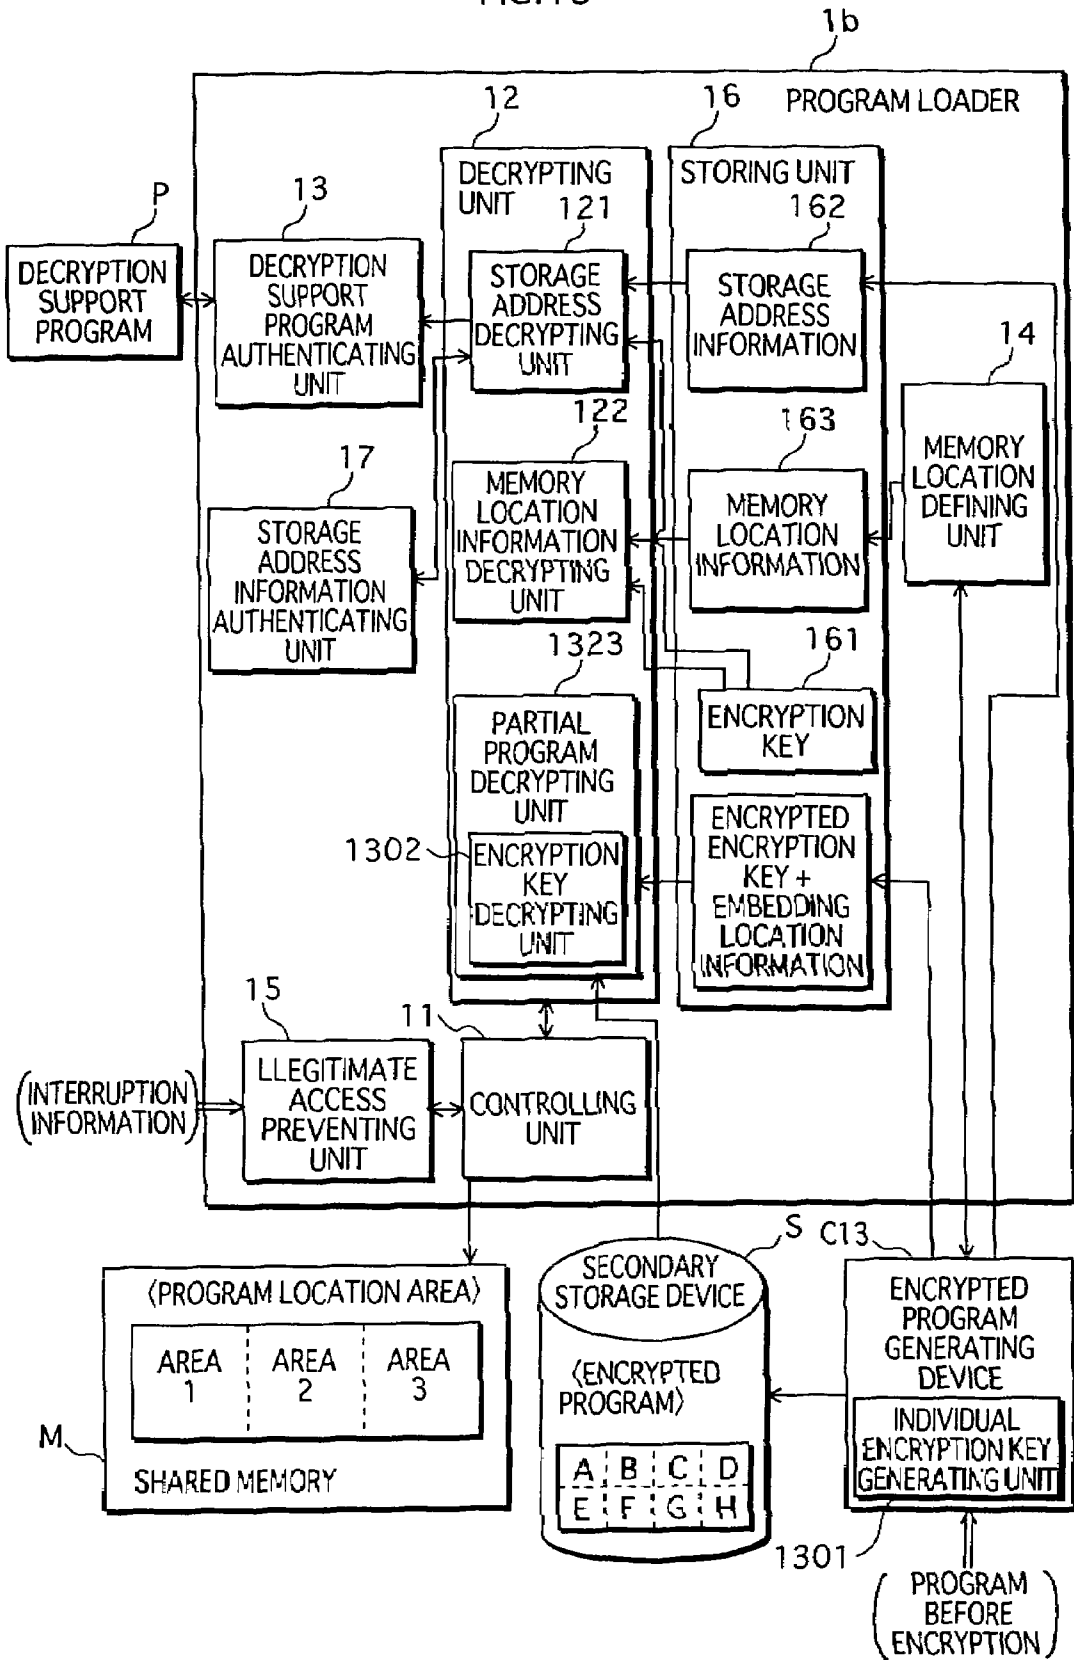 1b
PROGRAM LOADER
12
16
DECRYPTING
UNIT
STORING UNIT
P
13
121
162
DECRYPTION
SUPPORT
PROGRAM
DECRYPTION
SUPPORT
PROGRAM
AUTHENTICATING
UNIT
STORAGE
ADDRESS
DECRYPTING
UNIT
STORAGE
ADDRESS
INFORMATION
14
MEMORY
LOCATION
DEFINING
UNIT
17
122
163
STORAGE
ADDRESS
INFORMATION
AUTHENTICATING
UNIT
MEMORY
LOCATION
INFORMATION
DECRYPTING
UNIT
MEMORY
LOCATION
INFORMATION
1323
161
PARTIAL
PROGRAM
DECRYPTING
UNIT
ENCRYPTION
KEY
1302
ENCRYPTION
KEY
DECRYPTING
UNIT
ENCRYPTED
ENCRYPTION
KEY +
EMBEDDING
LOCATION
INFORMATION
15
11
(INTERRUPTION
INFORMATION)
LLEGITIMATE
ACCESS
PREVENTING
UNIT
CONTROLLING
UNIT
S
C13
〈PROGRAM LOCATION AREA〉
AREA
1
AREA
2
AREA
3
M
SHARED MEMORY
SECONDARY
STORAGE DEVICE
〈ENCRYPTED
PROGRAM〉
A B C D
E F G H
ENCRYPTED
PROGRAM
GENERATING
DEVICE
INDIVIDUAL
ENCRYPTION KEY
GENERATING UNIT
1301
(PROGRAM
BEFORE
ENCRYPTION)